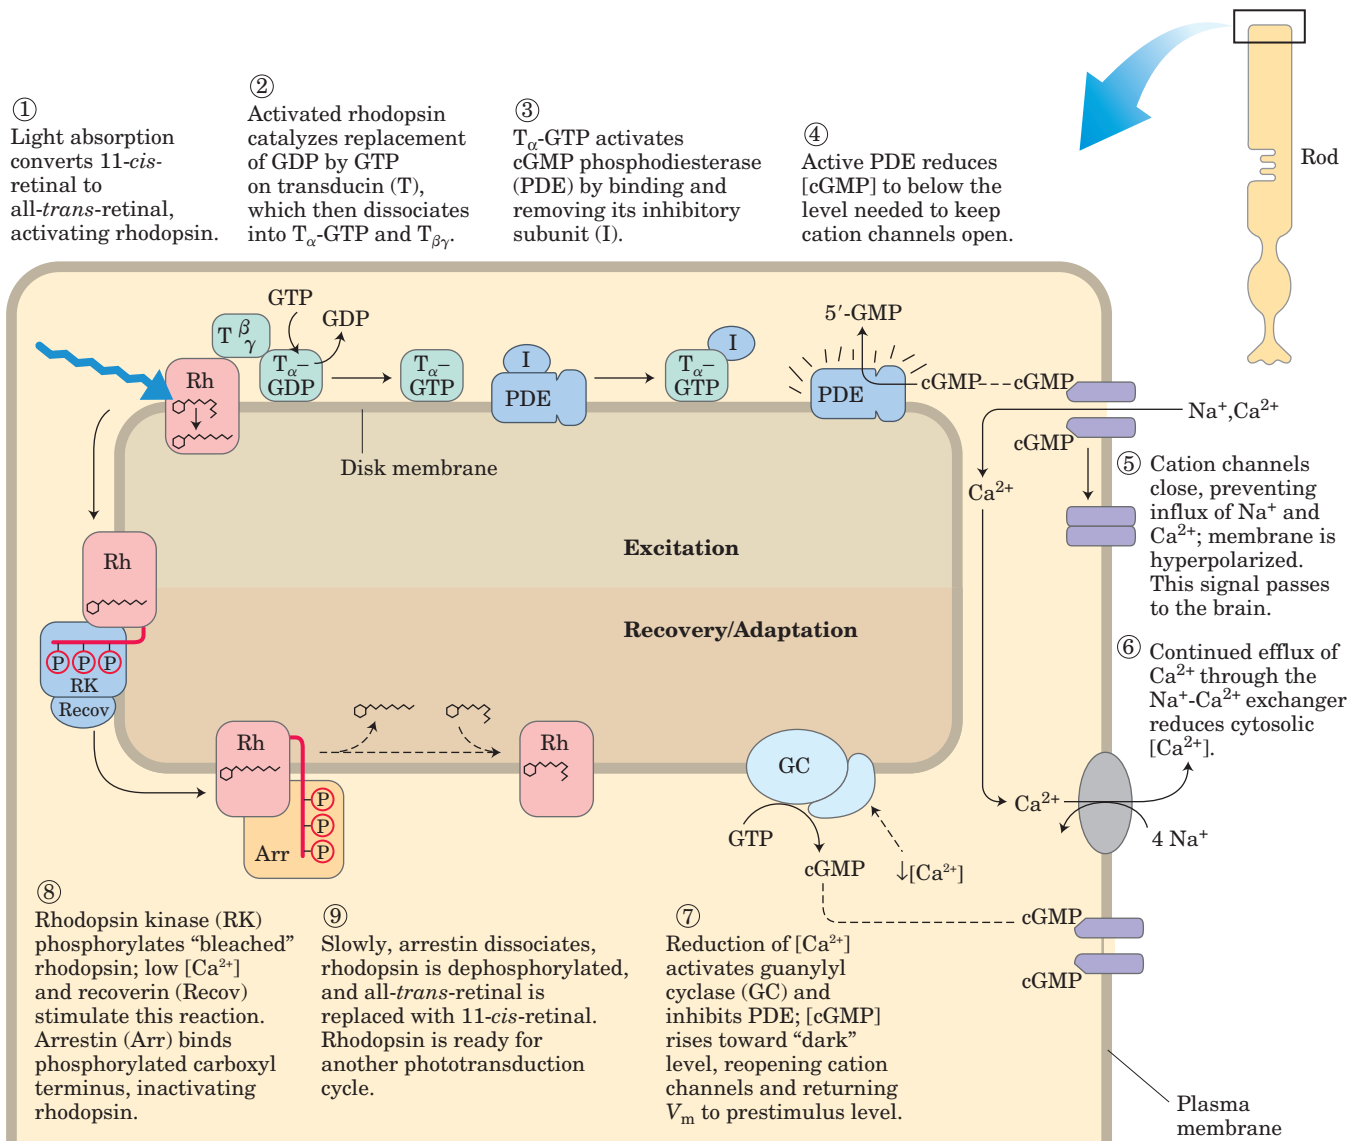 ①
Light absorption
converts 11-cis-
retinal to
all-trans-retinal,
activating rhodopsin.
②
Activated rhodopsin
catalyzes replacement
of GDP by GTP
on transducin (T),
which then dissociates
into Tα-GTP and Tβγ.
③
Tα-GTP activates
cGMP phosphodiesterase
(PDE) by binding and
removing its inhibitory
subunit (I).
④
Active PDE reduces
[cGMP] to below the
level needed to keep
cation channels open.
Rod
GTP
GDP
T β
γ
Tα–
GDP
Tα–
GTP
I
PDE
I
Tα–
GTP
5′-GMP
PDE
cGMP
cGMP
Rh
Na⁺,Ca²⁺
cGMP
Disk membrane
Ca²⁺
⑤ Cation channels
close, preventing
influx of Na⁺ and
Ca²⁺; membrane is
hyperpolarized.
This signal passes
to the brain.
Excitation
Rh
Recovery/Adaptation
P P P
RK
Recov
⑥ Continued efflux of
Ca²⁺ through the
Na⁺-Ca²⁺ exchanger
reduces cytosolic
[Ca²⁺].
Rh
Rh
GC
P
P
P
Arr
Ca²⁺
4 Na⁺
GTP
cGMP
↓[Ca²⁺]
cGMP
cGMP
⑧
Rhodopsin kinase (RK)
phosphorylates “bleached”
rhodopsin; low [Ca²⁺]
and recoverin (Recov)
stimulate this reaction.
Arrestin (Arr) binds
phosphorylated carboxyl
terminus, inactivating
rhodopsin.
⑨
Slowly, arrestin dissociates,
rhodopsin is dephosphorylated,
and all-trans-retinal is
replaced with 11-cis-retinal.
Rhodopsin is ready for
another phototransduction
cycle.
⑦
Reduction of [Ca²⁺]
activates guanylyl
cyclase (GC) and
inhibits PDE; [cGMP]
rises toward “dark”
level, reopening cation
channels and returning
Vm to prestimulus level.
Plasma
membrane